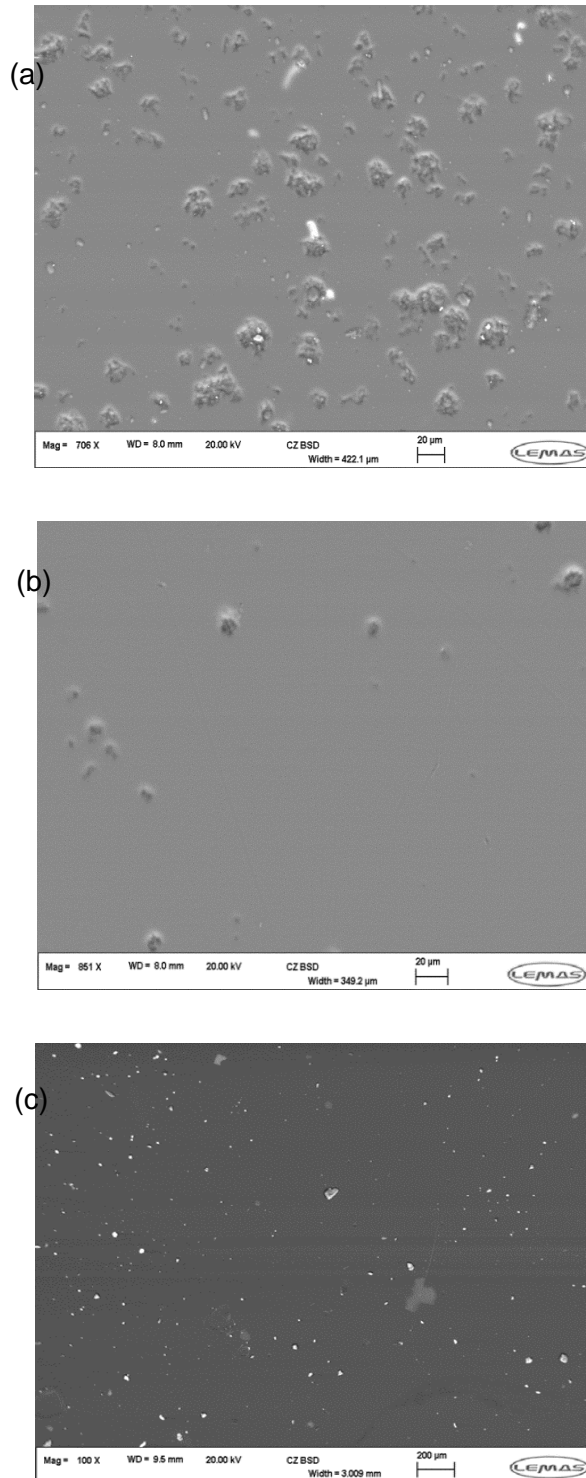 (a)
Mag = 706 X WD = 8.0 mm 20.00 kV CZ BSD 20 µm
Width = 422.1 µm
LEMAS
(b)
Mag = 851 X WD = 8.0 mm 20.00 kV CZ BSD 20 µm
Width = 349.2 µm
LEMAS
(c)
Mag = 100 X WD = 9.5 mm 20.00 kV CZ BSD 200 µm
Width = 3.009 mm
LEMAS